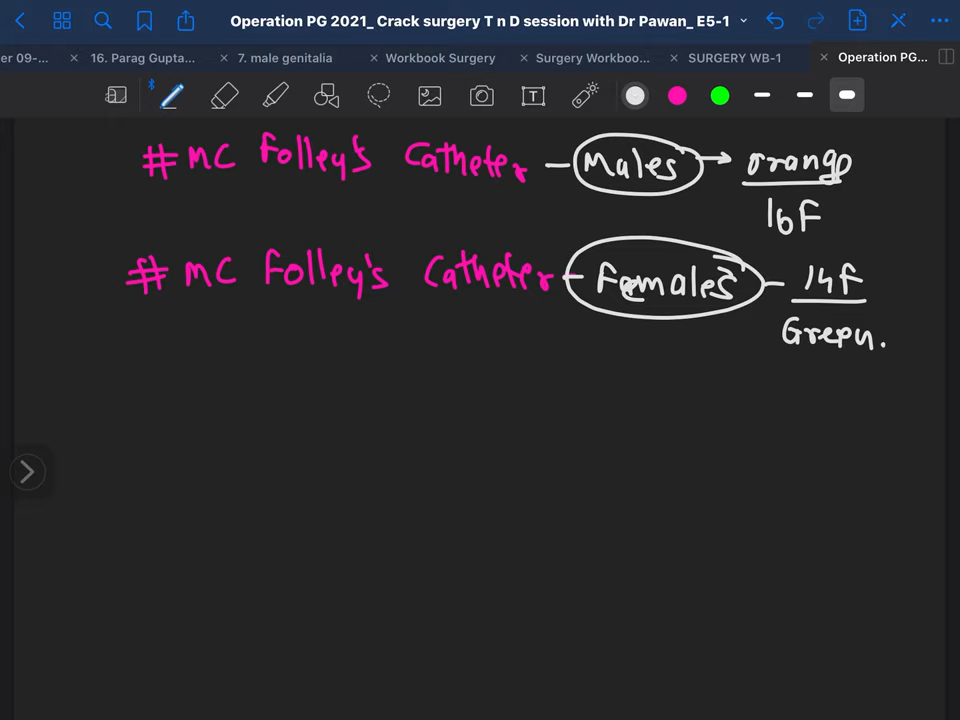 Operation PG 2021_ Crack surgery T n D session with Dr Pawan_ E5-1
er 09-... 16. Parag Gupta... 7. male genitalia Workbook Surgery Surgery Workboo... SURGERY WB-1 Operation PG...
T
# MC Folley's Catheter - Males → orange
16F
# MC Folley's Catheter - Females - 14F
Green.